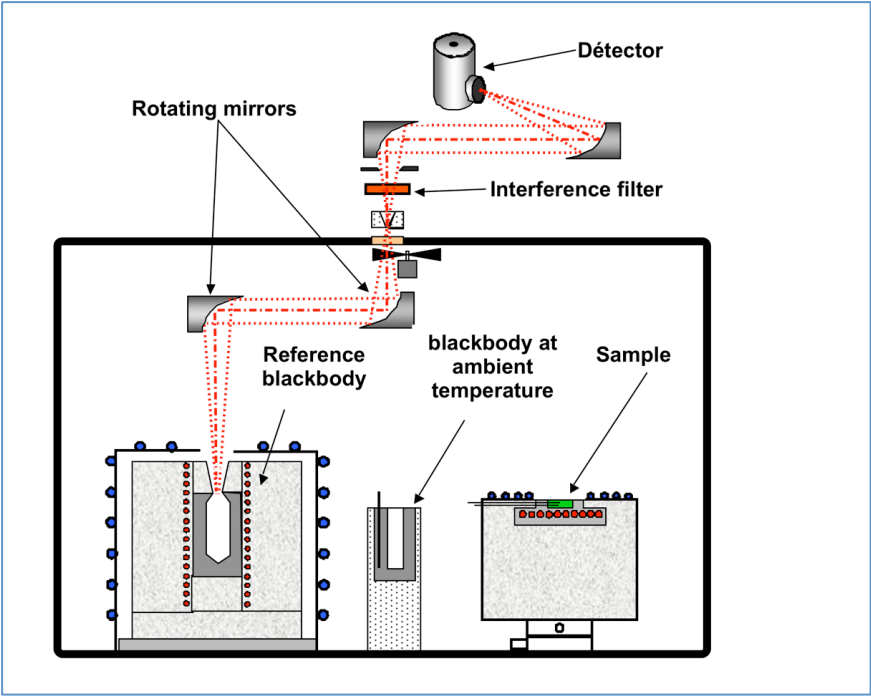 Détector
Rotating mirrors
Interference filter
Reference
blackbody
blackbody at
ambient
temperature
Sample